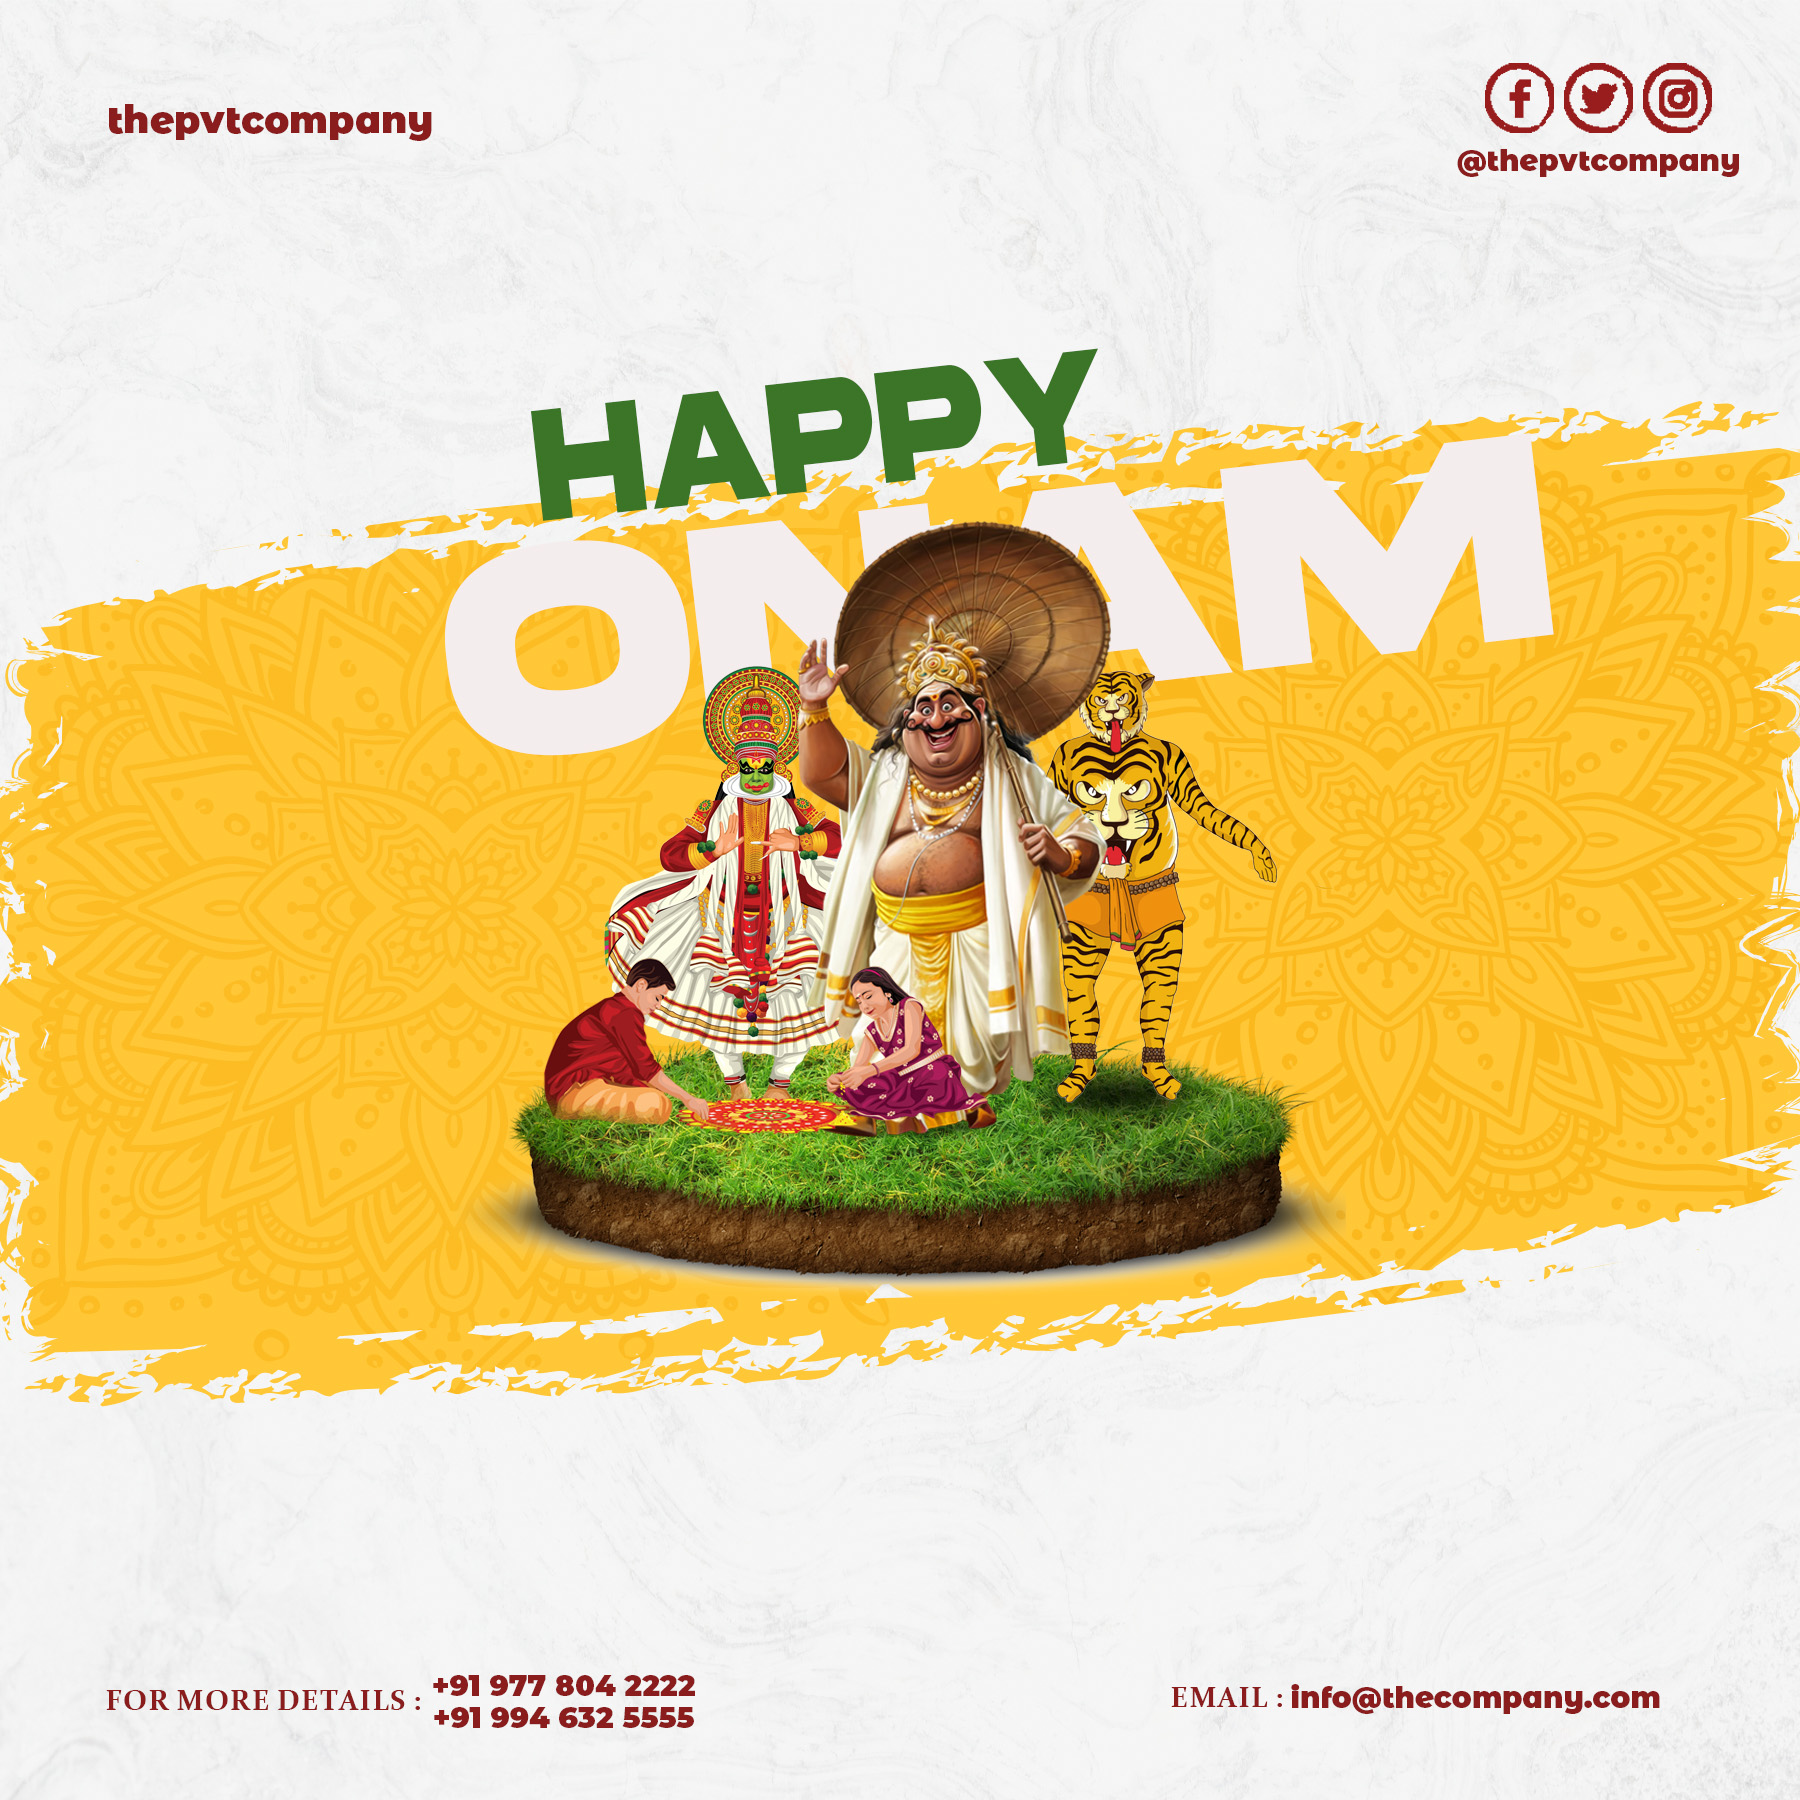 thepvtcompany
@thepvtcompany
HAPPY
ONAM
FOR MORE DETAILS :
+91 977 804 2222
+91 994 632 5555
EMAIL : info@thecompany.com